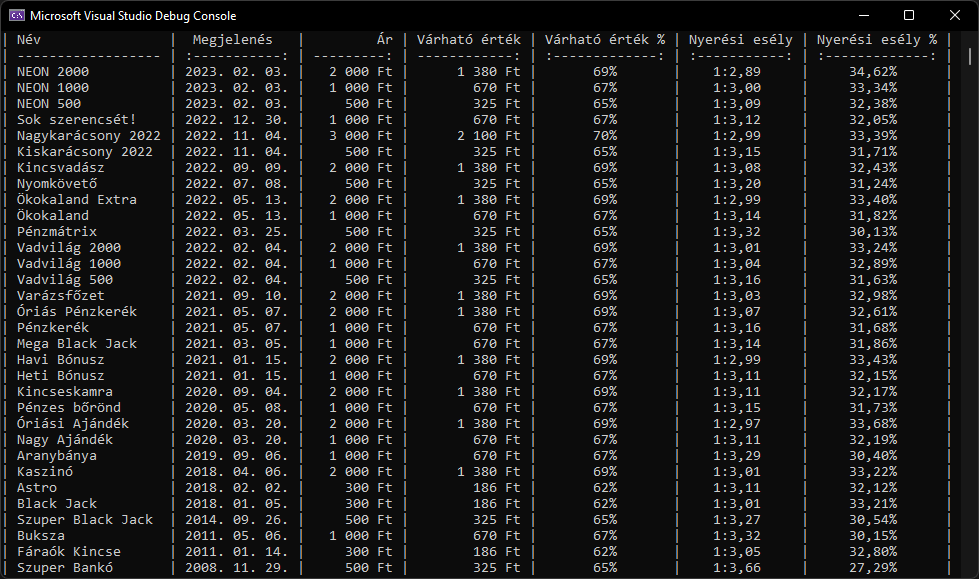 Microsoft Visual Studio Debug Console
| Név | Megjelenés | Ár | Várható érték | Várható érték % | Nyerési esély | Nyerési esély % |
| ------------------ | :-----------: | ---------: | ------------: | :-------------: | :-----------: | :-------------: |
| NEON 2000 | 2023. 02. 03. | 2 000 Ft | 1 380 Ft | 69% | 1:2,89 | 34,62% |
| NEON 1000 | 2023. 02. 03. | 1 000 Ft | 670 Ft | 67% | 1:3,00 | 33,34% |
| NEON 500 | 2023. 02. 03. | 500 Ft | 325 Ft | 65% | 1:3,09 | 32,38% |
| Sok szerencsét! | 2022. 12. 30. | 1 000 Ft | 670 Ft | 67% | 1:3,12 | 32,05% |
| Nagykarácsony 2022 | 2022. 11. 04. | 3 000 Ft | 2 100 Ft | 70% | 1:2,99 | 33,39% |
| Kiskarácsony 2022 | 2022. 11. 04. | 500 Ft | 325 Ft | 65% | 1:3,15 | 31,71% |
| Kincsvadász | 2022. 09. 09. | 2 000 Ft | 1 380 Ft | 69% | 1:3,08 | 32,43% |
| Nyomkövető | 2022. 07. 08. | 500 Ft | 325 Ft | 65% | 1:3,20 | 31,24% |
| Ökokaland Extra | 2022. 05. 13. | 2 000 Ft | 1 380 Ft | 69% | 1:2,99 | 33,40% |
| Ökokaland | 2022. 05. 13. | 1 000 Ft | 670 Ft | 67% | 1:3,14 | 31,82% |
| Pénzmátrix | 2022. 03. 25. | 500 Ft | 325 Ft | 65% | 1:3,32 | 30,13% |
| Vadvilág 2000 | 2022. 02. 04. | 2 000 Ft | 1 380 Ft | 69% | 1:3,01 | 33,24% |
| Vadvilág 1000 | 2022. 02. 04. | 1 000 Ft | 670 Ft | 67% | 1:3,04 | 32,89% |
| Vadvilág 500 | 2022. 02. 04. | 500 Ft | 325 Ft | 65% | 1:3,16 | 31,63% |
| Varázsfőzet | 2021. 09. 10. | 2 000 Ft | 1 380 Ft | 69% | 1:3,03 | 32,98% |
| Óriás Pénzkerék | 2021. 05. 07. | 2 000 Ft | 1 380 Ft | 69% | 1:3,07 | 32,61% |
| Pénzkerék | 2021. 05. 07. | 1 000 Ft | 670 Ft | 67% | 1:3,16 | 31,68% |
| Mega Black Jack | 2021. 03. 05. | 1 000 Ft | 670 Ft | 67% | 1:3,14 | 31,86% |
| Havi Bónusz | 2021. 01. 15. | 2 000 Ft | 1 380 Ft | 69% | 1:2,99 | 33,43% |
| Heti Bónusz | 2021. 01. 15. | 1 000 Ft | 670 Ft | 67% | 1:3,11 | 32,15% |
| Kincseskamra | 2020. 09. 04. | 2 000 Ft | 1 380 Ft | 69% | 1:3,11 | 32,17% |
| Pénzes bőrönd | 2020. 05. 08. | 1 000 Ft | 670 Ft | 67% | 1:3,15 | 31,73% |
| Óriási Ajándék | 2020. 03. 20. | 2 000 Ft | 1 380 Ft | 69% | 1:2,97 | 33,68% |
| Nagy Ajándék | 2020. 03. 20. | 1 000 Ft | 670 Ft | 67% | 1:3,11 | 32,19% |
| Aranybánya | 2019. 09. 06. | 1 000 Ft | 670 Ft | 67% | 1:3,29 | 30,40% |
| Kaszinó | 2018. 04. 06. | 2 000 Ft | 1 380 Ft | 69% | 1:3,01 | 33,22% |
| Astro | 2018. 02. 02. | 300 Ft | 186 Ft | 62% | 1:3,11 | 32,12% |
| Black Jack | 2018. 01. 05. | 300 Ft | 186 Ft | 62% | 1:3,01 | 33,21% |
| Szuper Black Jack | 2014. 09. 26. | 500 Ft | 325 Ft | 65% | 1:3,27 | 30,54% |
| Buksza | 2011. 05. 06. | 1 000 Ft | 670 Ft | 67% | 1:3,32 | 30,15% |
| Fáraók Kincse | 2011. 01. 14. | 300 Ft | 186 Ft | 62% | 1:3,05 | 32,80% |
| Szuper Bankó | 2008. 11. 29. | 500 Ft | 325 Ft | 65% | 1:3,66 | 27,29% |